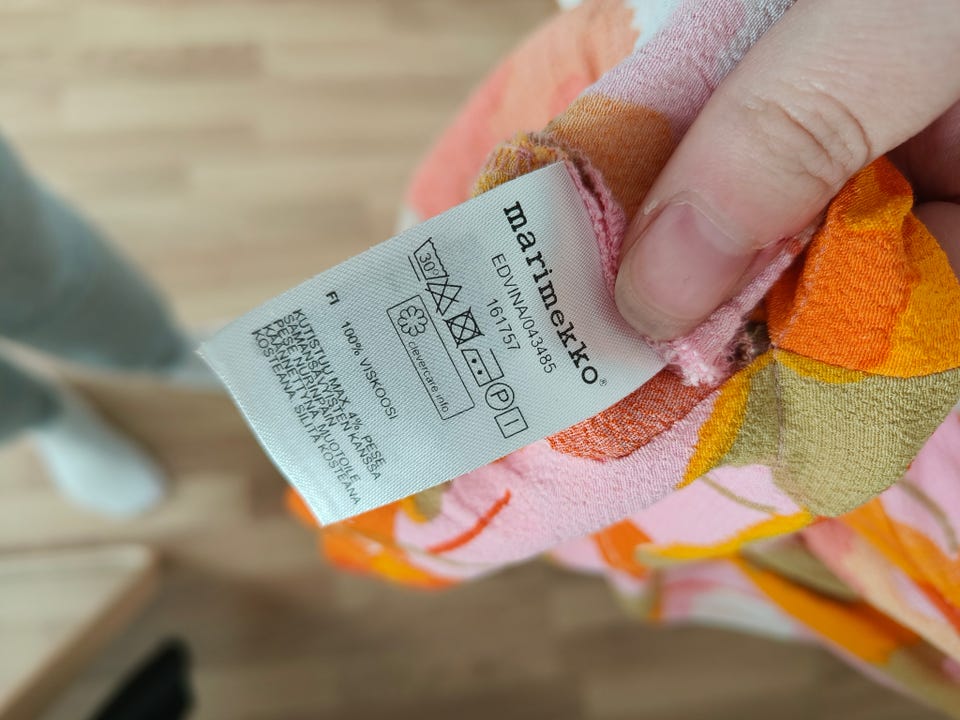 marimekko®
EDVINA/043485
161757
30°
P
clevercare.info
FI 100% VISKOOSI
KUTISTUU MAX. 4% PESE
SAMANVÄRISTEN KANSSA
PESE NURINPÄIN
KÄÄNNETTYNÄ MUOTOILE
KOSTEANA SILITÄ KOSTEANA